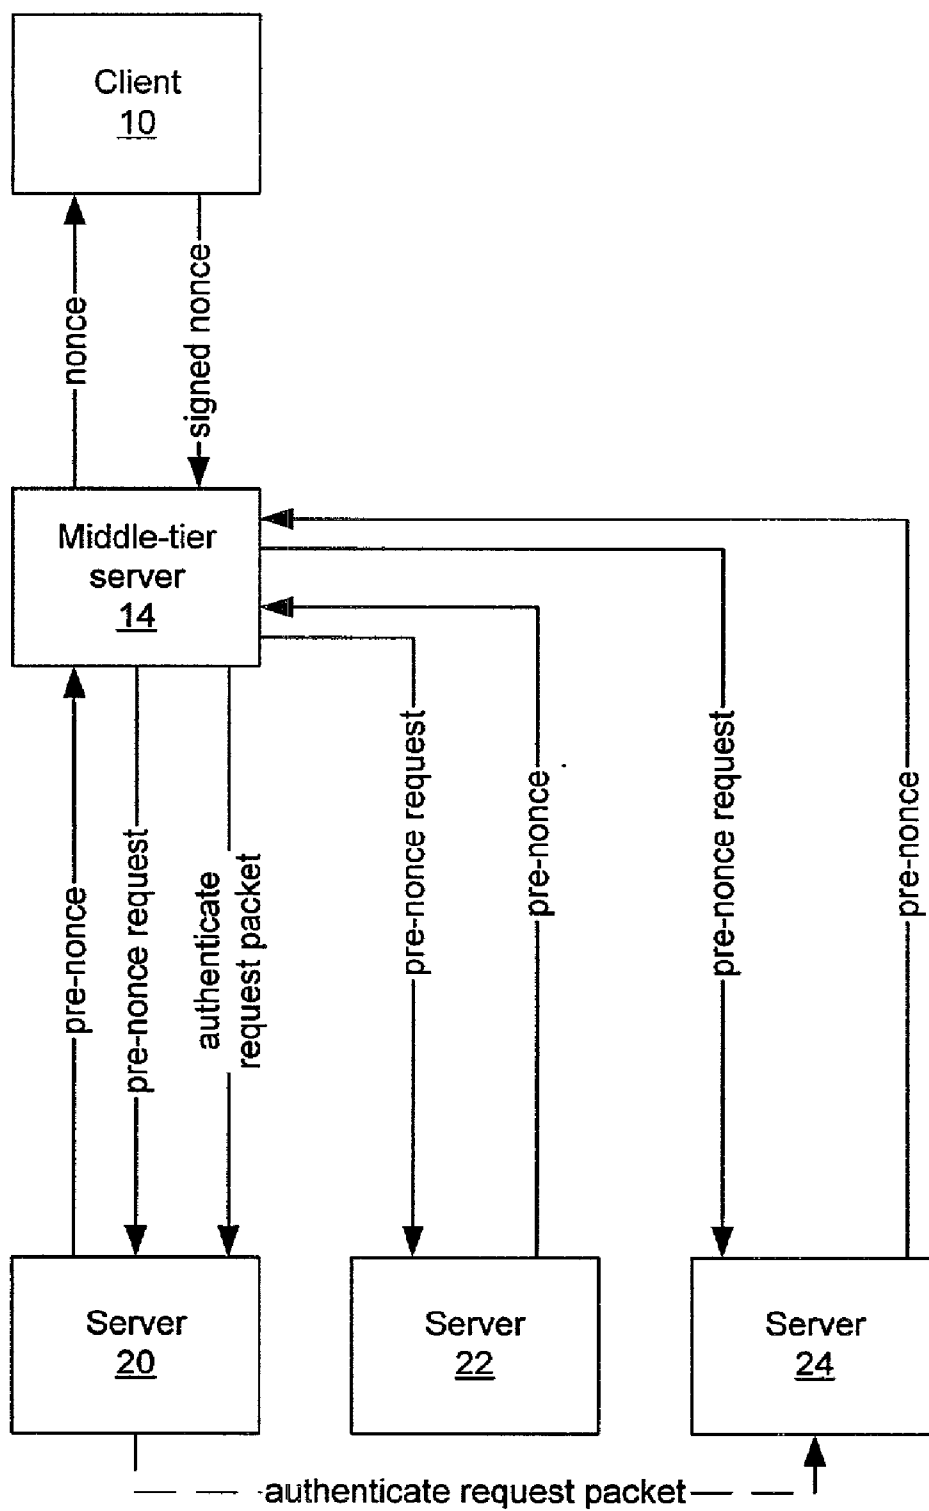 Client
10
nonce
signed nonce
Middle-tier
server
14
pre-nonce
pre-nonce request
authenticate
request packet
pre-nonce request
pre-nonce
pre-nonce request
pre-nonce
Server
20
Server
22
Server
24
authenticate request packet